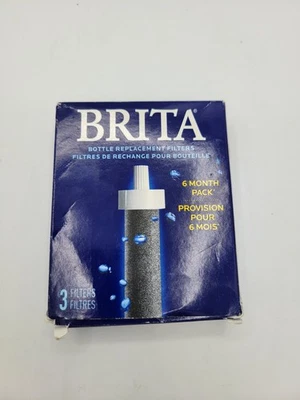 BRITA®
BOTTLE REPLACEMENT FILTERS
FILTRES DE RECHANGE POUR BOUTEILLE
6 MONTH
PACK*
PROVISION
POUR
6 MOIS*
3 FILTERS
FILTRES